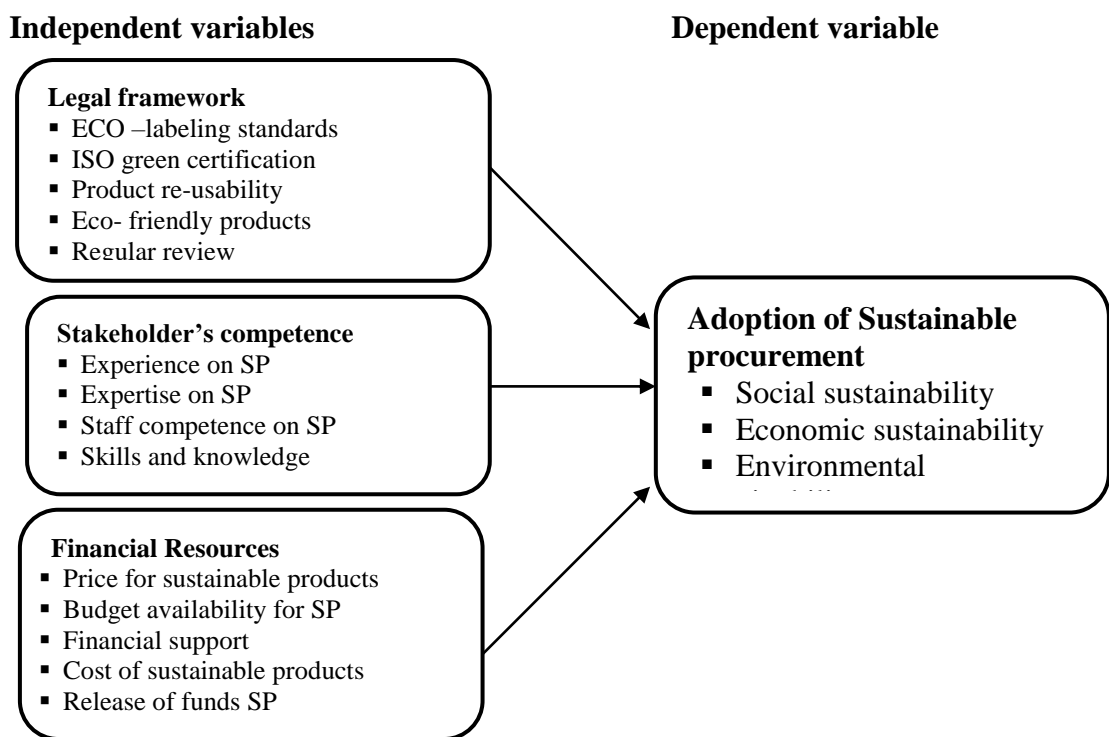 Independent variables
Legal framework
▪ ECO –labeling standards
▪ ISO green certification
▪ Product re-usability
▪ Eco- friendly products
▪ Regular review
Stakeholder’s competence
▪ Experience on SP
▪ Expertise on SP
▪ Staff competence on SP
▪ Skills and knowledge
Financial Resources
▪ Price for sustainable products
▪ Budget availability for SP
▪ Financial support
▪ Cost of sustainable products
▪ Release of funds SP
Dependent variable
Adoption of Sustainable
procurement
▪ Social sustainability
▪ Economic sustainability
▪ Environmental